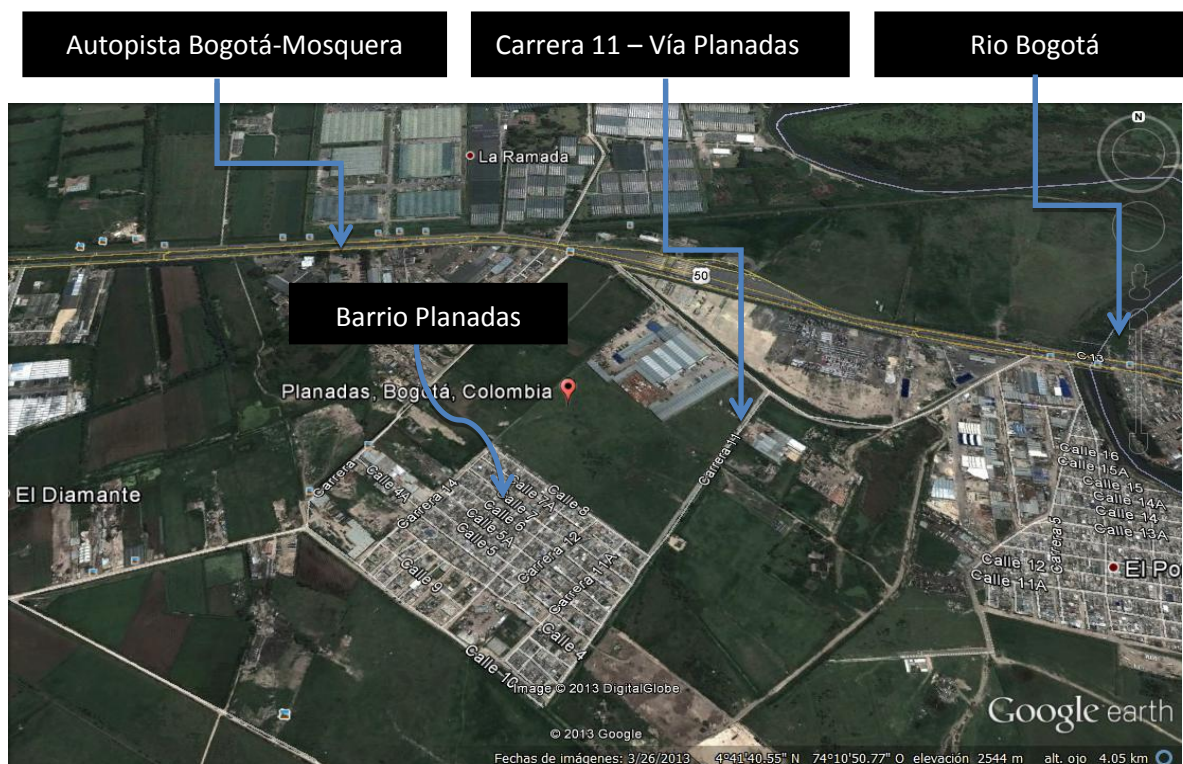 Autopista Bogotá-Mosquera
Carrera 11 – Vía Planadas
Rio Bogotá
N
La Ramada
50
Barrio Planadas
C 13
Planadas, Bogotá, Colombia
Carrera 11
El Diamante
Carrera
Calle 4A
Carrera 14
Calle 8
Calle 7A
Calle 7
Calle 6
Calle 5A
Calle 5
Carrera 12
Carrera 11A
Calle 9
Calle 4
Calle 10
Calle 16
Calle 15A
Calle 15
Calle 14A
Calle 14
Calle 13A
Carrera 5
Calle 12
Calle 11A
El Po
Image © 2013 DigitalGlobe
© 2013 Google
Google earth
Fechas de imágenes: 3/26/2013 4°41'40.55" N 74°10'50.77" O elevación 2544 m alt. ojo 4.05 km